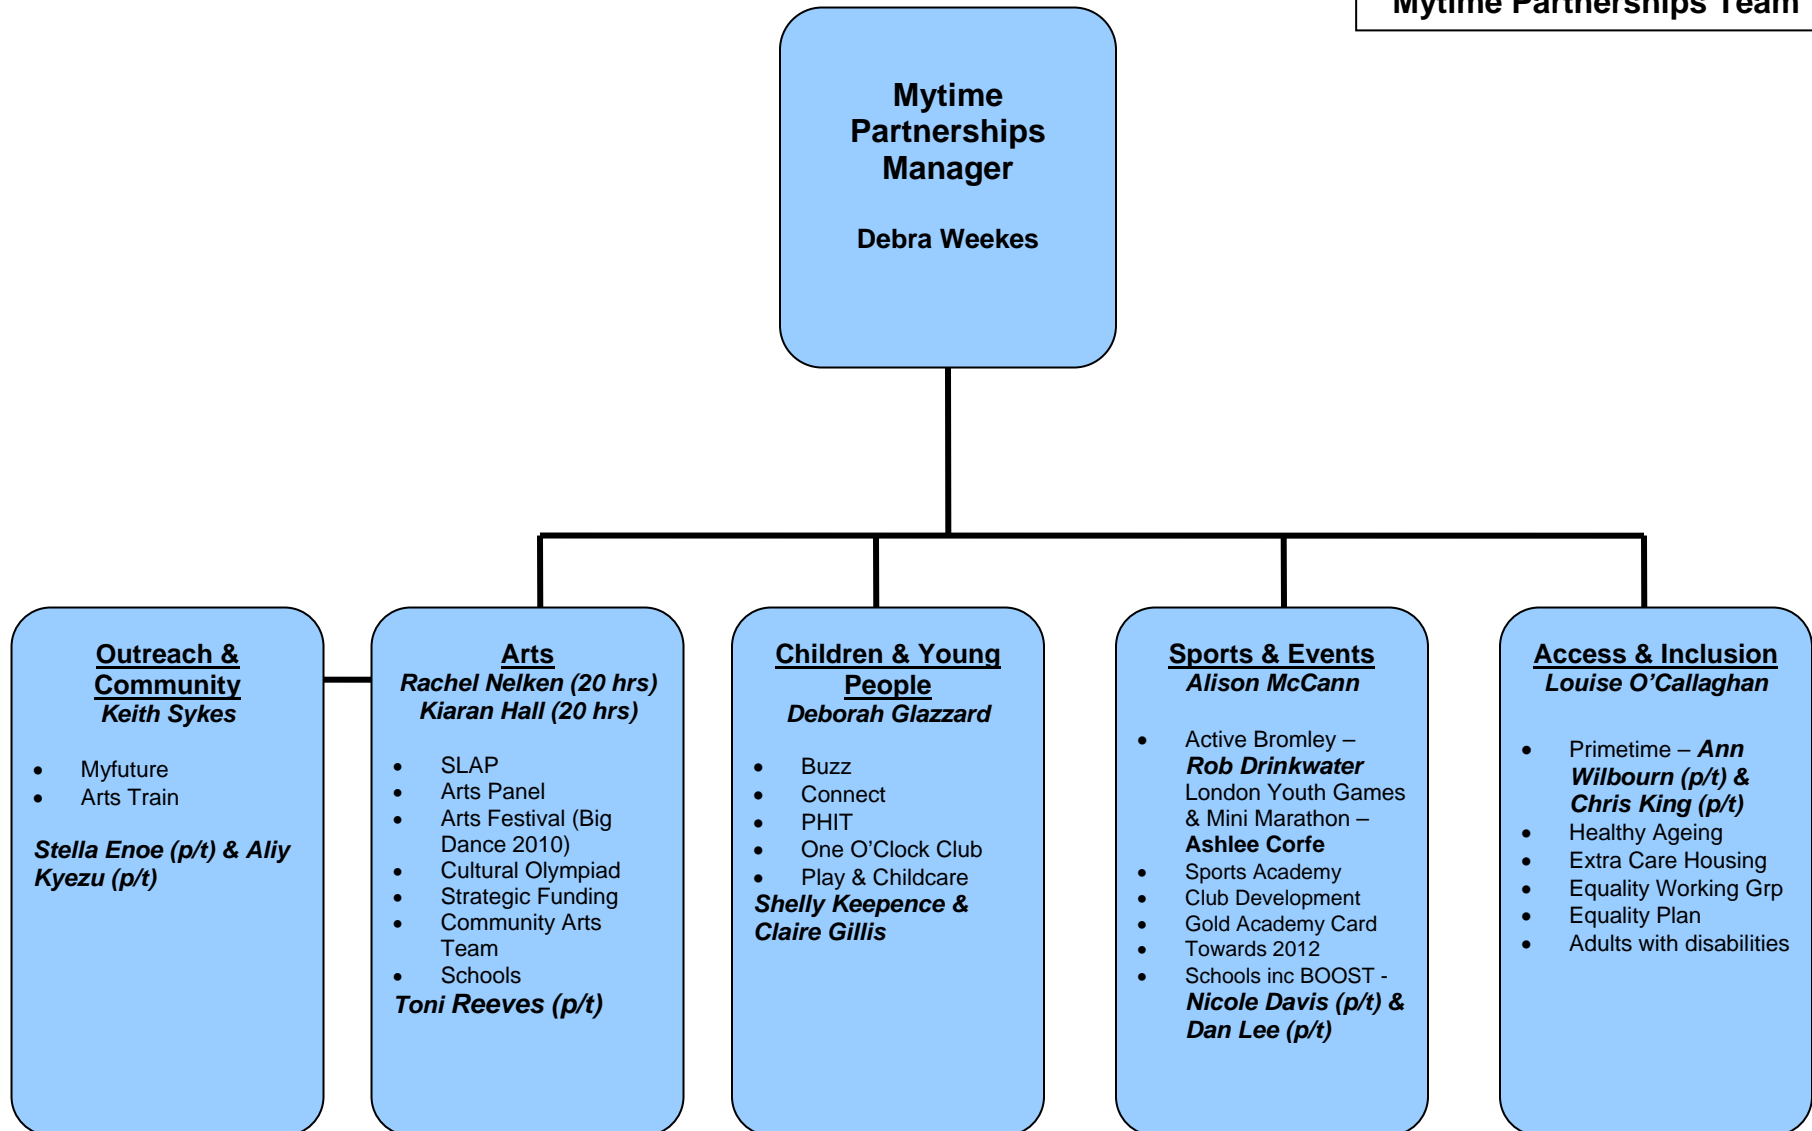 Mytime Partnerships Team
Mytime
Partnerships
Manager
Debra Weekes
Outreach &
Community
Keith Sykes
• Myfuture
• Arts Train
Stella Enoe (p/t) & Aliy
Kyezu (p/t)
Arts
Rachel Nelken (20 hrs)
Kiaran Hall (20 hrs)
• SLAP
• Arts Panel
• Arts Festival (Big
Dance 2010)
• Cultural Olympiad
• Strategic Funding
• Community Arts
Team
• Schools
Toni Reeves (p/t)
Children & Young
People
Deborah Glazzard
• Buzz
• Connect
• PHIT
• One O’Clock Club
• Play & Childcare
Shelly Keepence &
Claire Gillis
Sports & Events
Alison McCann
• Active Bromley –
Rob Drinkwater
London Youth Games
& Mini Marathon –
Ashlee Corfe
• Sports Academy
• Club Development
• Gold Academy Card
• Towards 2012
• Schools inc BOOST -
Nicole Davis (p/t) &
Dan Lee (p/t)
Access & Inclusion
Louise O’Callaghan
• Primetime – Ann
Wilbourn (p/t) &
Chris King (p/t)
• Healthy Ageing
• Extra Care Housing
• Equality Working Grp
• Equality Plan
• Adults with disabilities